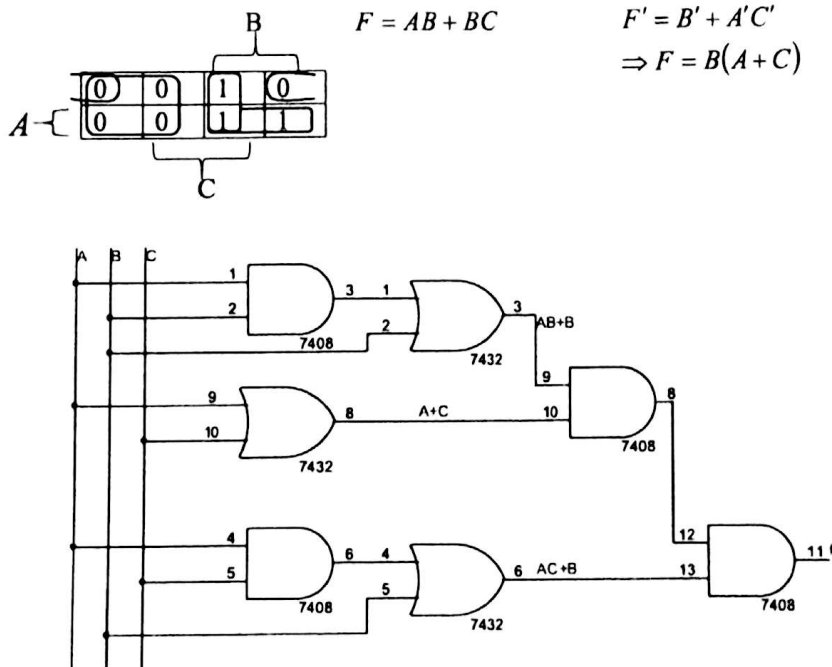 B
F = AB + BC
F' = B' + A'C'
⇒ F = B(A + C)
0 0 1 0
A
0 0 1 1
C
A B C
1 3 1 3 AB+B
2 2
7408 7432
9 8
9 8 A+C 10
10
7432 7408
12
4 6 4 6 AC+B 13 11
5 5
7408 7432 7408